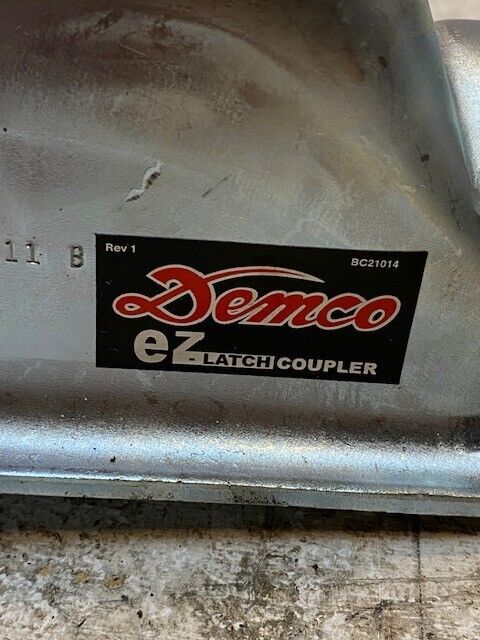 11 B
Rev 1
BC21014
Demco
eZ
LATCH COUPLER